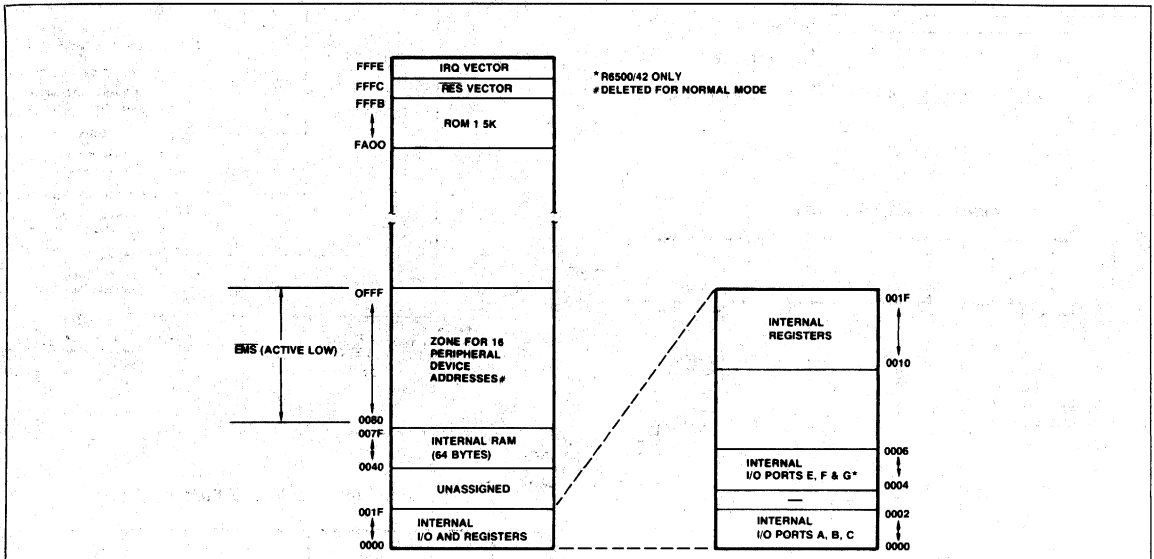 FFFE IRQ VECTOR
FFFC RES VECTOR
FFFB
ROM 1 5K
FAOO
* R6500/42 ONLY
# DELETED FOR NORMAL MODE
OFFF
EMS (ACTIVE LOW)
ZONE FOR 16
PERIPHERAL
DEVICE
ADDRESSES#
0080
007F
INTERNAL RAM
(64 BYTES)
0040
UNASSIGNED
001F
INTERNAL
I/O AND REGISTERS
0000
001F
INTERNAL
REGISTERS
0010
0006
INTERNAL
I/O PORTS E, F & G*
0004
—
0002
INTERNAL
I/O PORTS A, B, C
0000